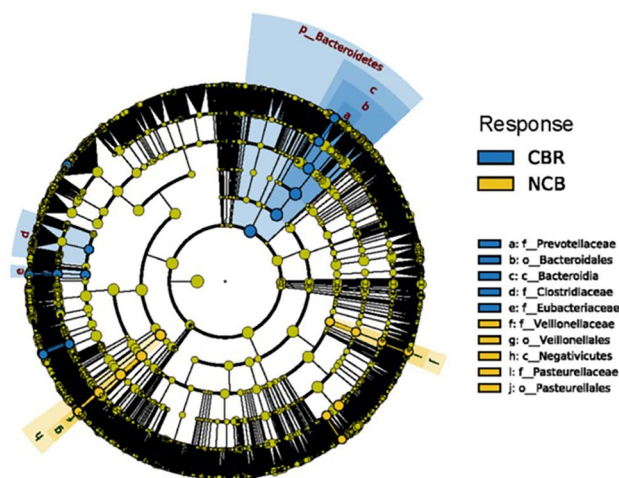 p__Bacteroidetes
c
b
a
d
e
h
g
Response
CBR
NCB
a: f__Prevotellaceae
b: o__Bacteroidales
c: c__Bacteroidia
d: f__Clostridiaceae
e: f__Eubacteriaceae
f: f__Veillonellaceae
g: o__Veillonellales
h: c__Negativicutes
i: f__Pasteurellaceae
j: o__Pasteurellales